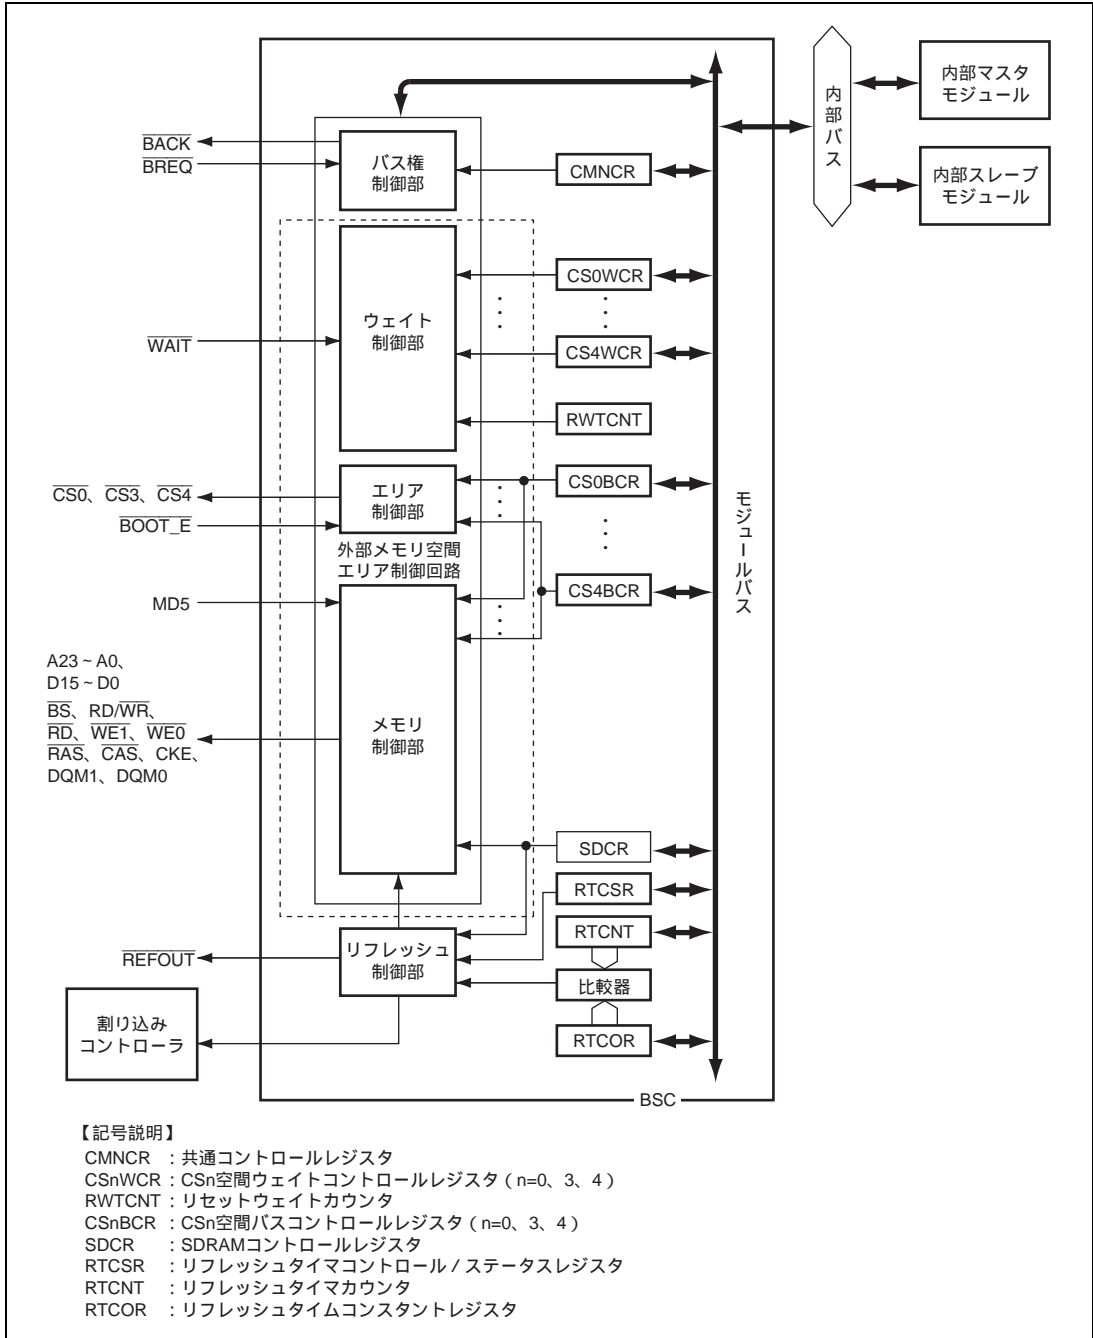 内部バス
内部マスタ
モジュール
内部スレーブ
モジュール
BACK
BREQ
バス権
制御部
CMNCR
ウェイト
制御部
WAIT
CS0WCR
CS4WCR
RWTCNT
CS0、CS3、CS4
BOOT_E
エリア
制御部
CS0BCR
外部メモリ空間
エリア制御回路
CS4BCR
モジュールバス
MD5
A23~A0、
D15~D0
BS、RD/WR、
RD、WE1、WE0
RAS、CAS、CKE、
DQM1、DQM0
メモリ
制御部
SDCR
RTCSR
RTCNT
比較器
RTCOR
REFOUT
リフレッシュ
制御部
割り込み
コントローラ
BSC
【記号説明】
CMNCR :共通コントロールレジスタ
CSnWCR:CSn空間ウェイトコントロールレジスタ(n=0、3、4)
RWTCNT:リセットウェイトカウンタ
CSnBCR:CSn空間バスコントロールレジスタ(n=0、3、4)
SDCR :SDRAMコントロールレジスタ
RTCSR :リフレッシュタイマコントロール/ステータスレジスタ
RTCNT :リフレッシュタイマカウンタ
RTCOR :リフレッシュタイムコンスタントレジスタ